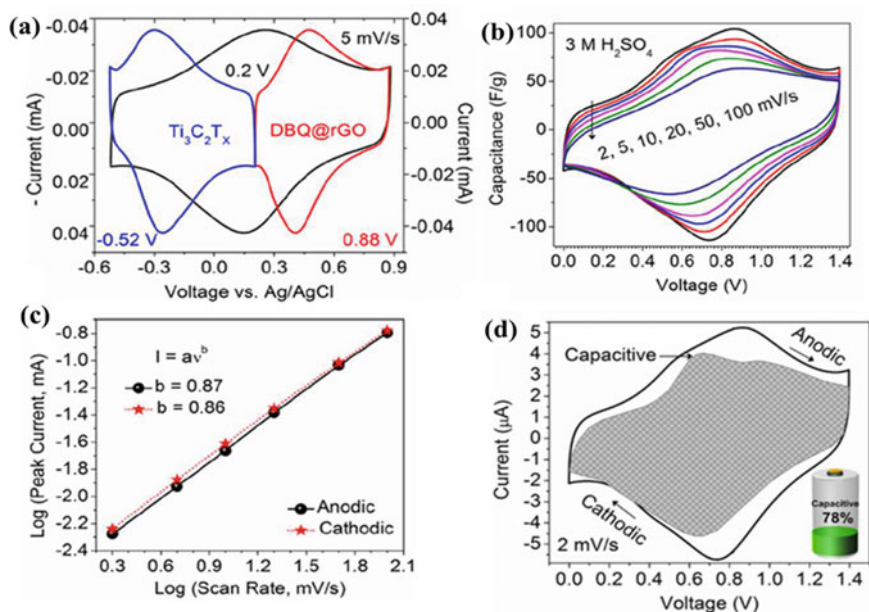 (a)
5 mV/s
0.2 V
Ti₃C₂Tₓ
DBQ@rGO
-0.52 V
0.88 V
- Current (mA)
-0.04
-0.02
0.00
0.02
0.04
Current (mA)
0.04
0.02
0.00
-0.02
-0.04
-0.6 -0.3 0.0 0.3 0.6 0.9
Voltage vs. Ag/AgCl
(b)
3 M H₂SO₄
2, 5, 10, 20, 50, 100 mV/s
Capacitance (F/g)
100
50
0
-50
-100
0.0 0.2 0.4 0.6 0.8 1.0 1.2 1.4
Voltage (V)
(c)
I = aνᵇ
b = 0.87
b = 0.86
Anodic
Cathodic
Log (Peak Current, mA)
-0.8
-1.0
-1.2
-1.4
-1.6
-1.8
-2.0
-2.2
-2.4
0.3 0.6 0.9 1.2 1.5 1.8 2.1
Log (Scan Rate, mV/s)
(d)
Capacitive
Anodic
Cathodic
2 mV/s
Capacitive
78%
Current (µA)
5
4
3
2
1
0
-1
-2
-3
-4
-5
0.0 0.2 0.4 0.6 0.8 1.0 1.2 1.4
Voltage (V)